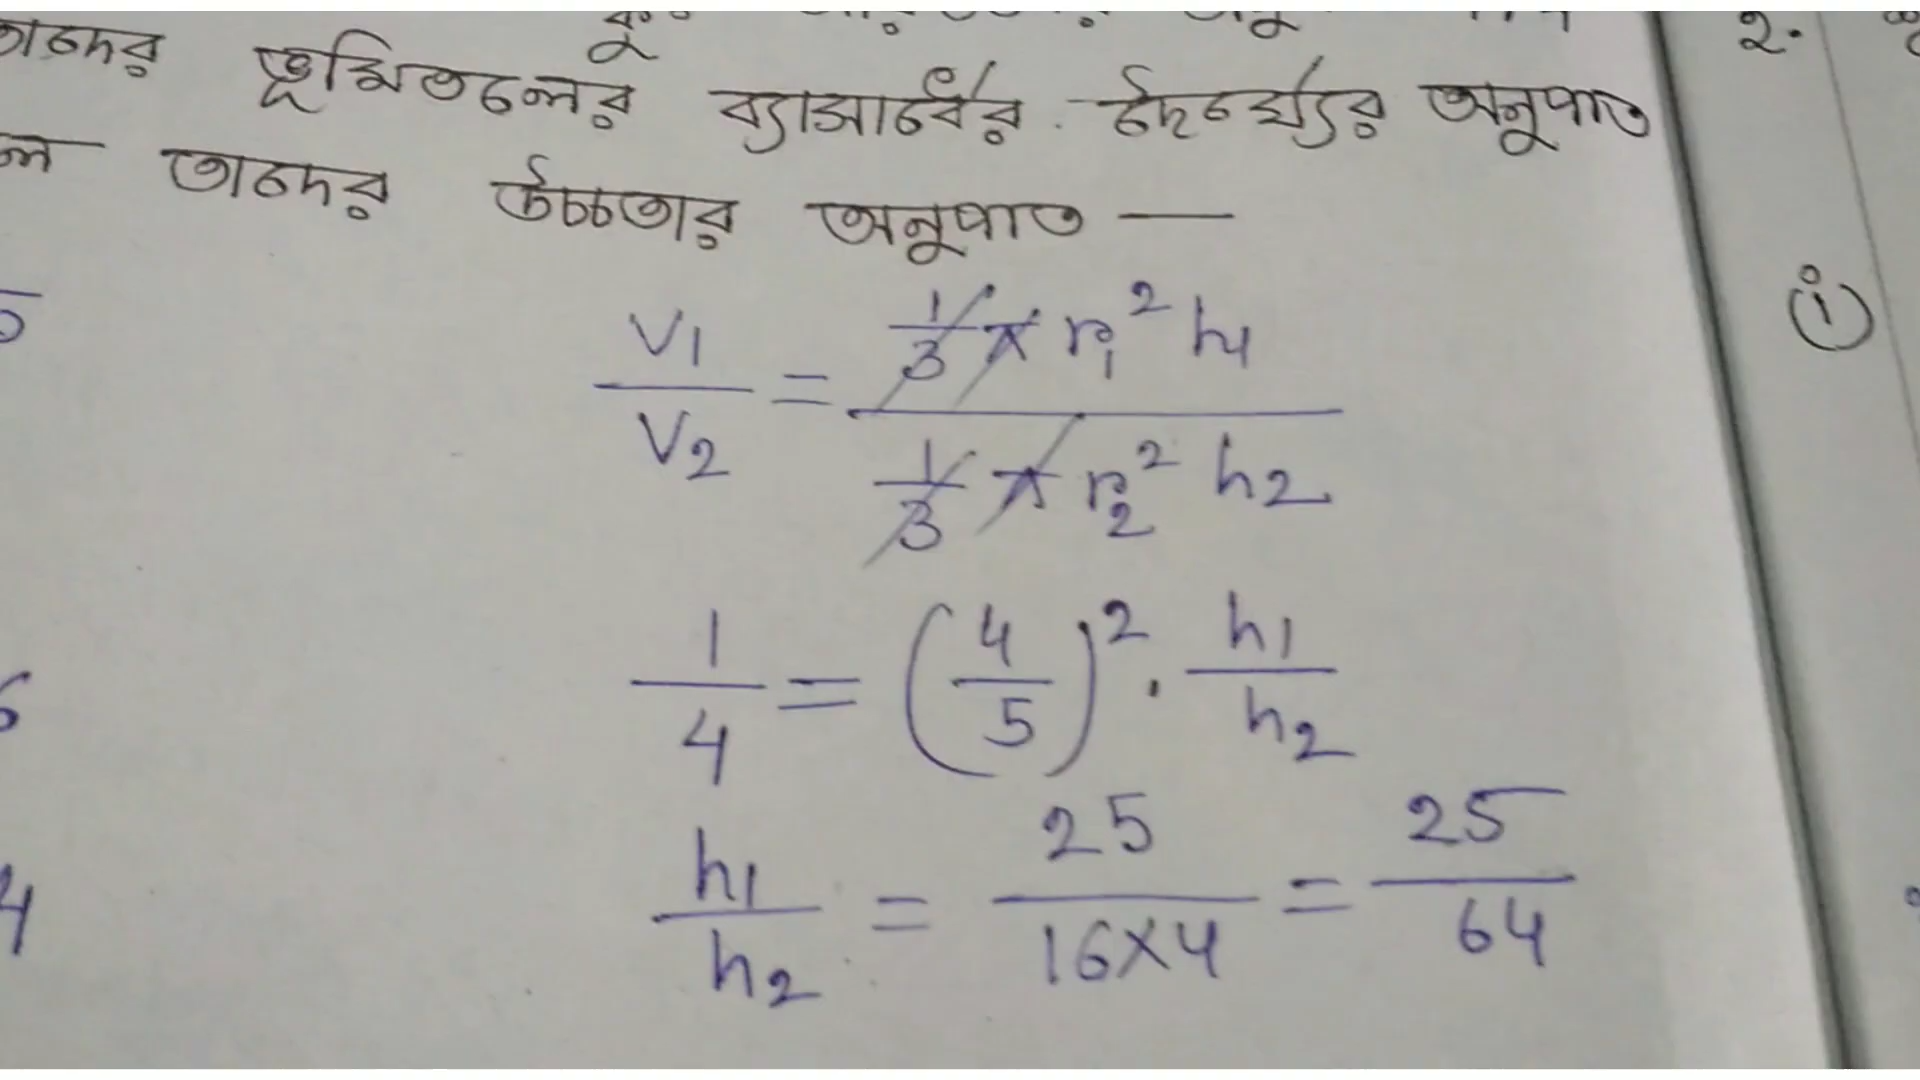 তাদের ভূমিতলের ব্যাসার্ধের দৈর্ঘ্যের অনুপাত
তাদের উচ্চতার অনুপাত —
V₁/V₂ = (1/3 π r₁² h₁)/(1/3 π r₂² h₂)
1/4 = (4/5)² · h₁/h₂
h₁/h₂ = 25/(16×4) = 25/64
২.
(i)